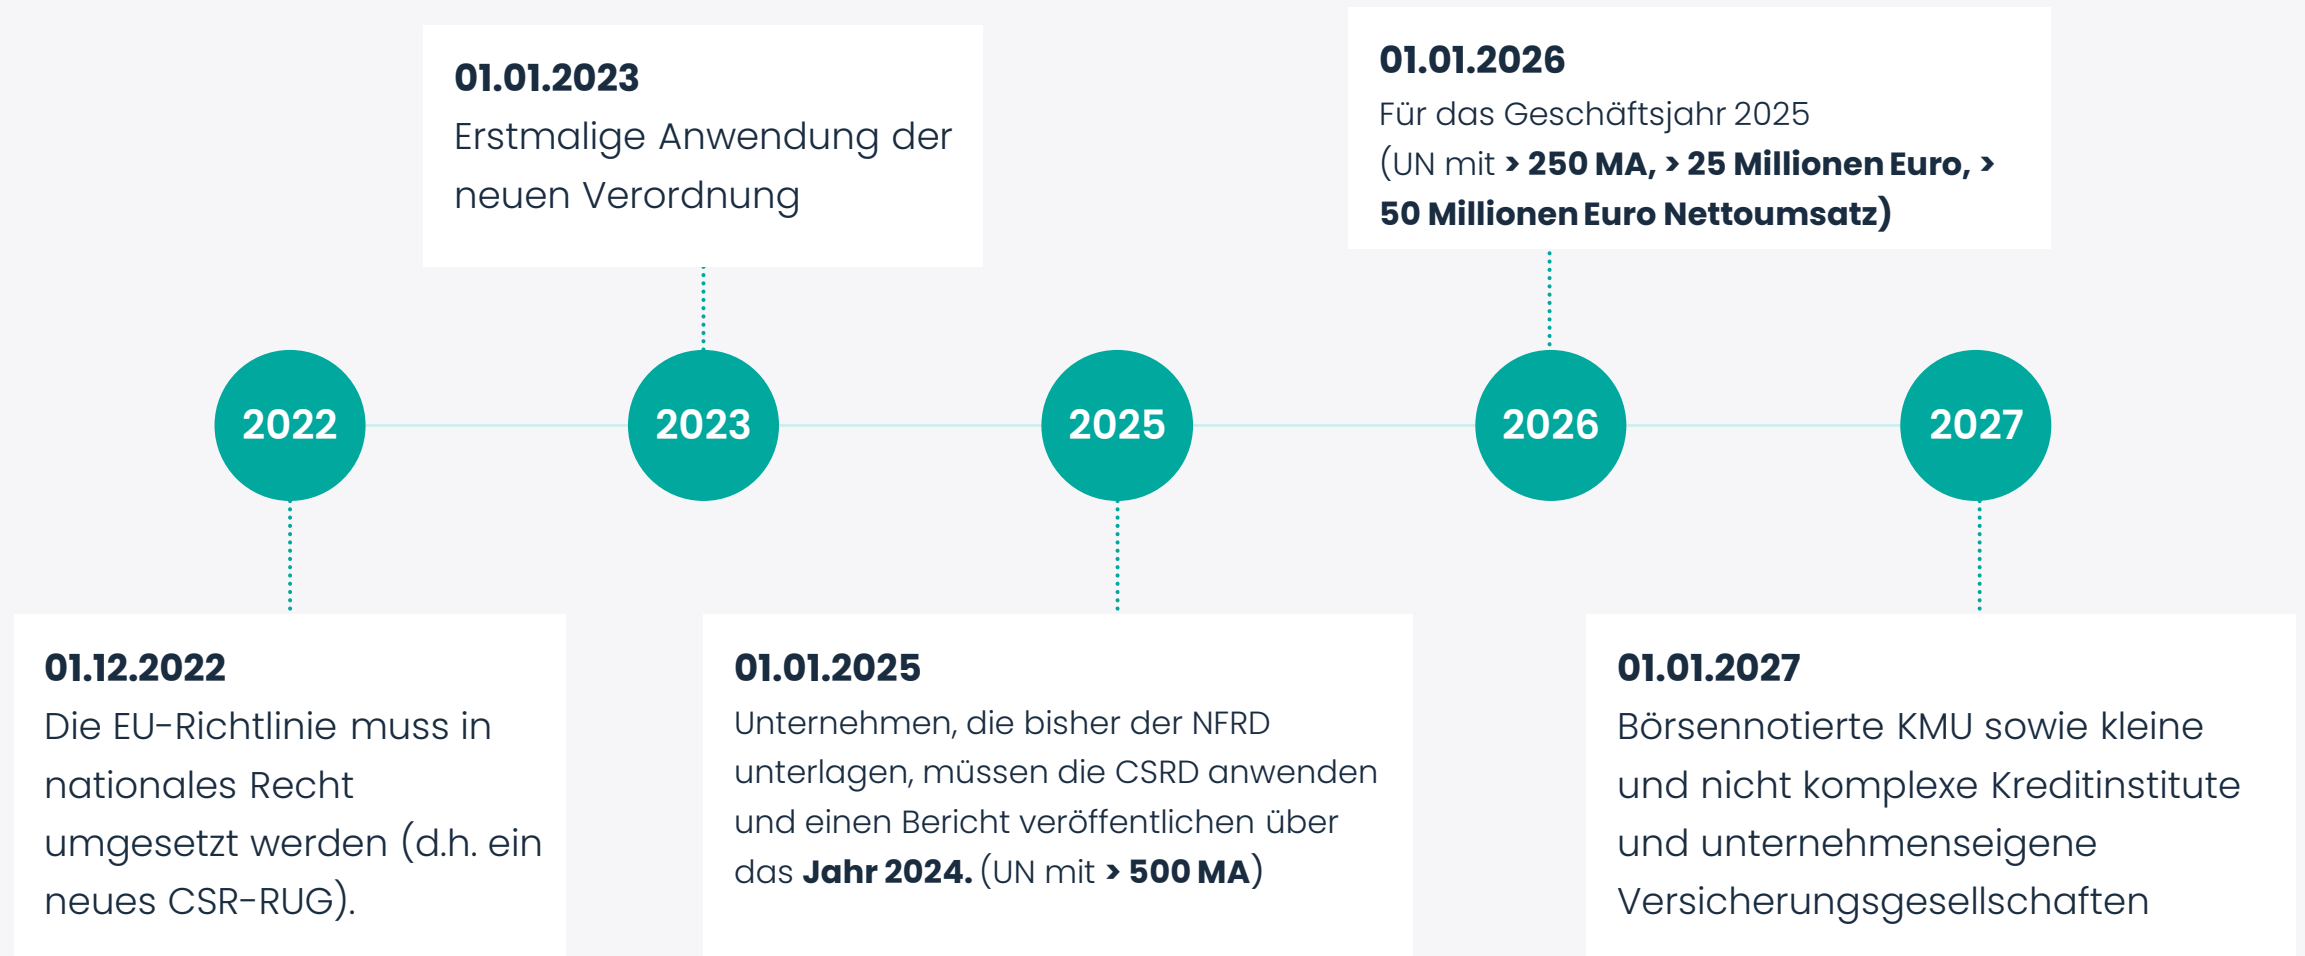 01.01.2023
Erstmalige Anwendung der
neuen Verordnung
01.01.2026
Für das Geschäftsjahr 2025
(UN mit > 250 MA, > 25 Millionen Euro, >
50 Millionen Euro Nettoumsatz)
2022
2023
2025
2026
2027
01.12.2022
Die EU-Richtlinie muss in
nationales Recht
umgesetzt werden (d.h. ein
neues CSR-RUG).
01.01.2025
Unternehmen, die bisher der NFRD
unterlagen, müssen die CSRD anwenden
und einen Bericht veröffentlichen über
das Jahr 2024. (UN mit > 500 MA)
01.01.2027
Börsennotierte KMU sowie kleine
und nicht komplexe Kreditinstitute
und unternehmenseigene
Versicherungsgesellschaften